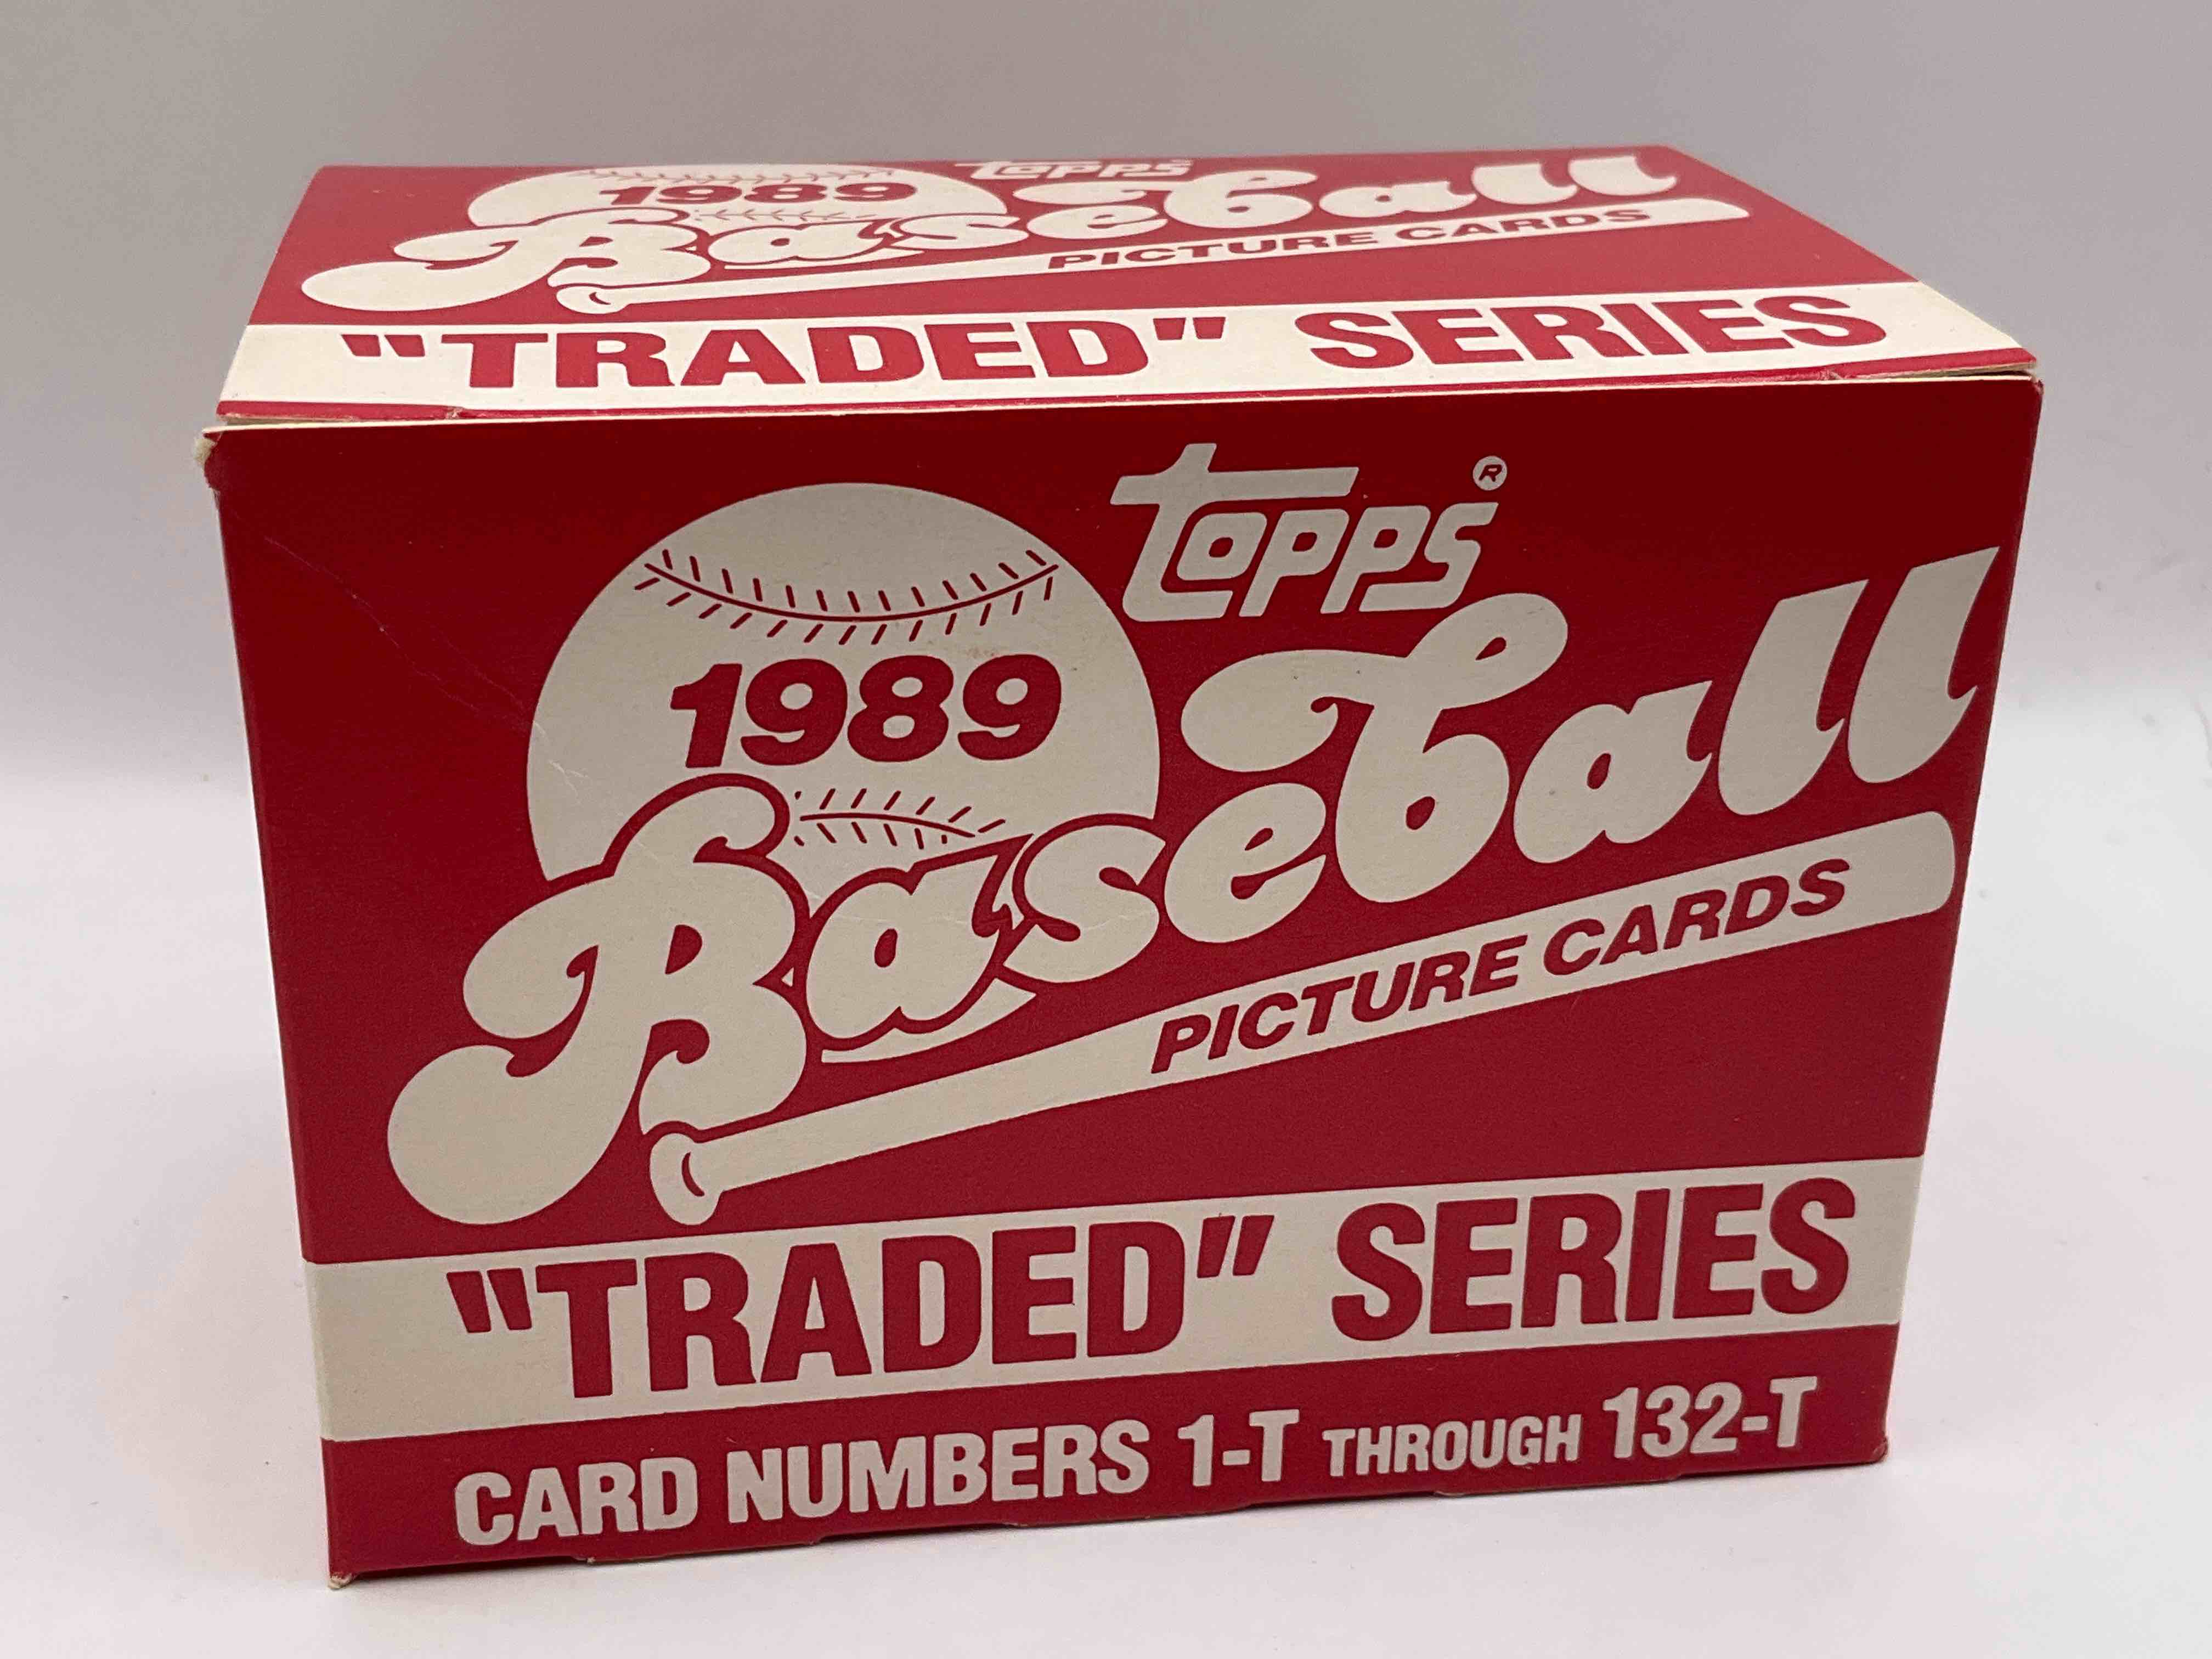 topps
1989
Baseball
PICTURE CARDS
"TRADED" SERIES
topps®
1989
Baseball
PICTURE CARDS
"TRADED" SERIES
CARD NUMBERS 1-T THROUGH 132-T